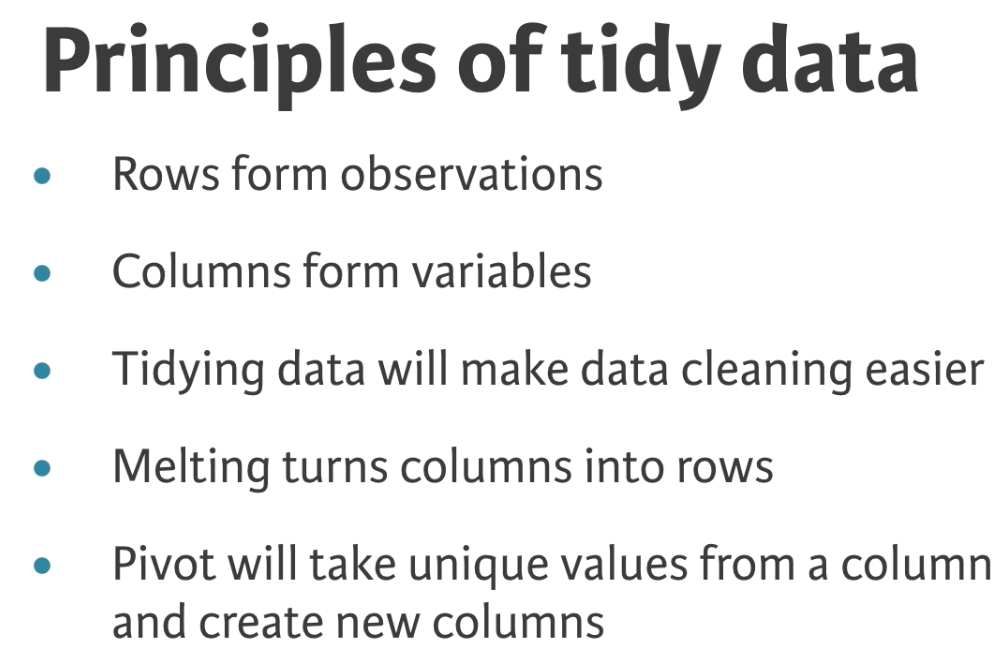 Principles of tidy data
• Rows form observations
• Columns form variables
• Tidying data will make data cleaning easier
• Melting turns columns into rows
• Pivot will take unique values from a column
and create new columns